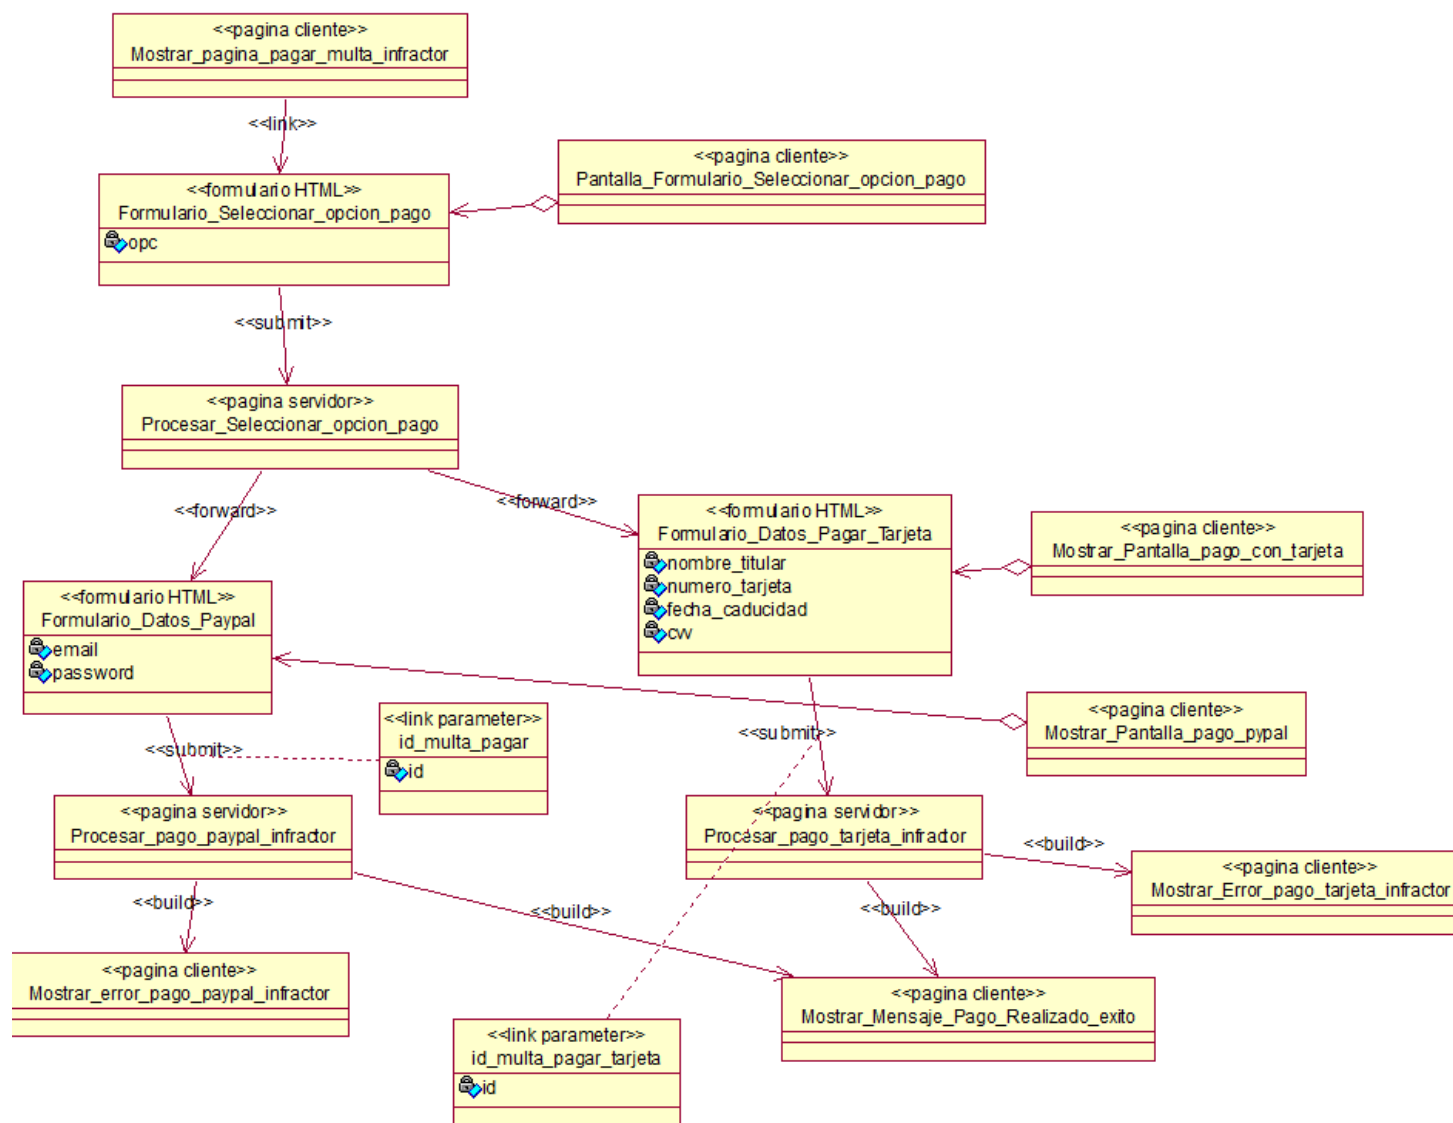 <<pagina cliente>>
Mostrar_pagina_pagar_multa_infractor
<<link>>
<<pagina cliente>>
Pantalla_Formulario_Seleccionar_opcion_pago
<<formulario HTML>>
Formulario_Seleccionar_opcion_pago
opc
<<submit>>
<<pagina servidor>>
Procesar_Seleccionar_opcion_pago
<<forward>>
<<forward>>
<<formulario HTML>>
Formulario_Datos_Pagar_Tarjeta
nombre_titular
numero_tarjeta
fecha_caducidad
cvv
<<pagina cliente>>
Mostrar_Pantalla_pago_con_tarjeta
<<formulario HTML>>
Formulario_Datos_Paypal
email
password
<<link parameter>>
id_multa_pagar
id
<<submit>>
<<submit>>
<<pagina cliente>>
Mostrar_Pantalla_pago_pypal
<<pagina servidor>>
Procesar_pago_paypal_infractor
<<pagina servidor>>
Procesar_pago_tarjeta_infractor
<<build>>
<<pagina cliente>>
Mostrar_Error_pago_tarjeta_infractor
<<build>>
<<build>>
<<build>>
<<pagina cliente>>
Mostrar_error_pago_paypal_infractor
<<pagina cliente>>
Mostrar_Mensaje_Pago_Realizado_exito
<<link parameter>>
id_multa_pagar_tarjeta
id